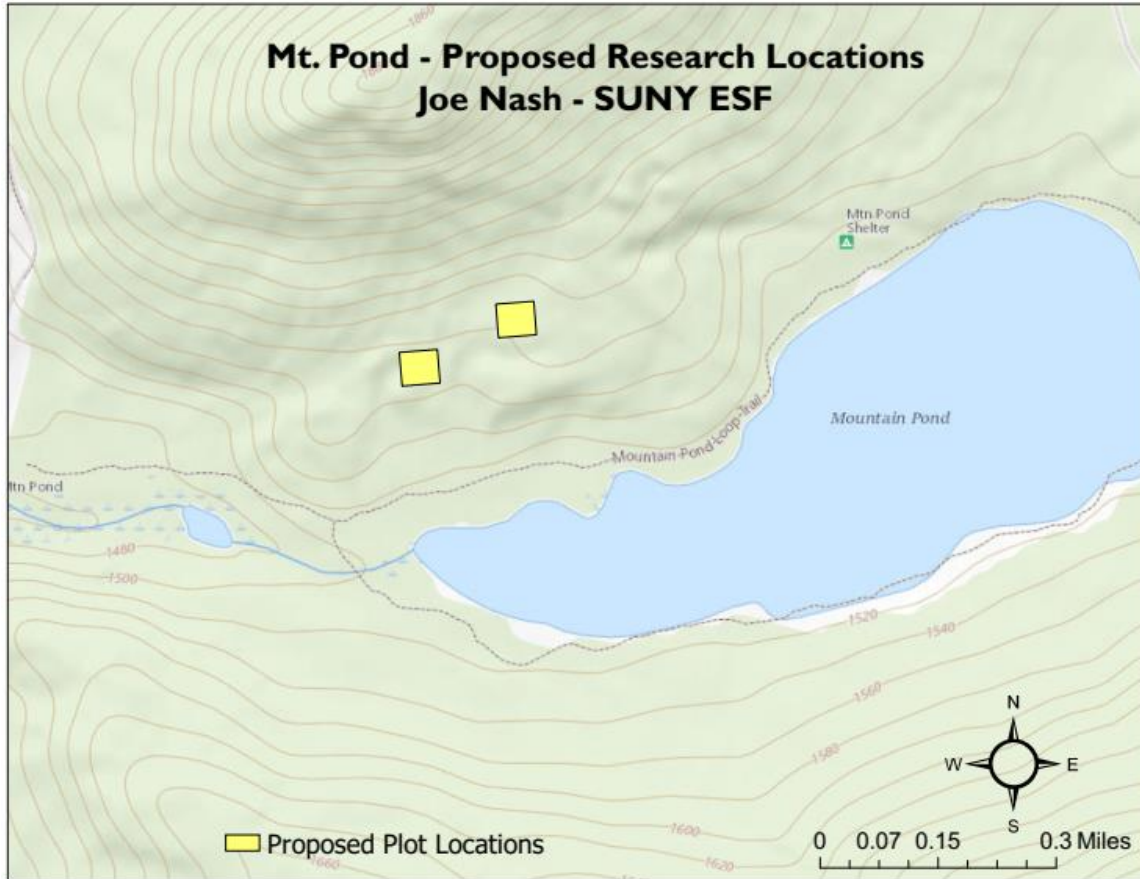 Mt. Pond - Proposed Research Locations
Joe Nash - SUNY ESF
1860
Mtn Pond
Shelter
Mountain Pond
Mountain Pond Loop Trail
Mtn Pond
1480
1500
1520
1540
1560
1580
1600
1620
1660
N
W
E
S
Proposed Plot Locations
0 0.07 0.15 0.3 Miles